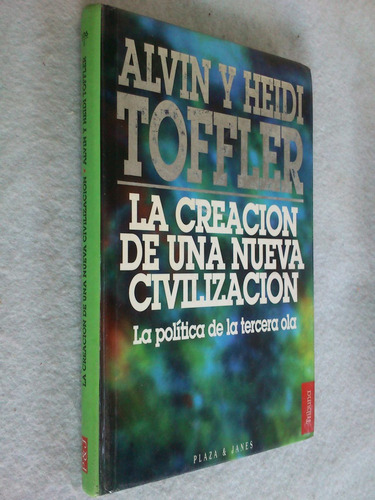 ALVIN Y HEIDI
TOFFLER
LA CREACION
DE UNA NUEVA
CIVILIZACION
La política de la tercera ola
PLAZA & JANES
LA CREACION DE UNA NUEVA CIVILIZACION · ALVIN Y HEIDI TOFFLER